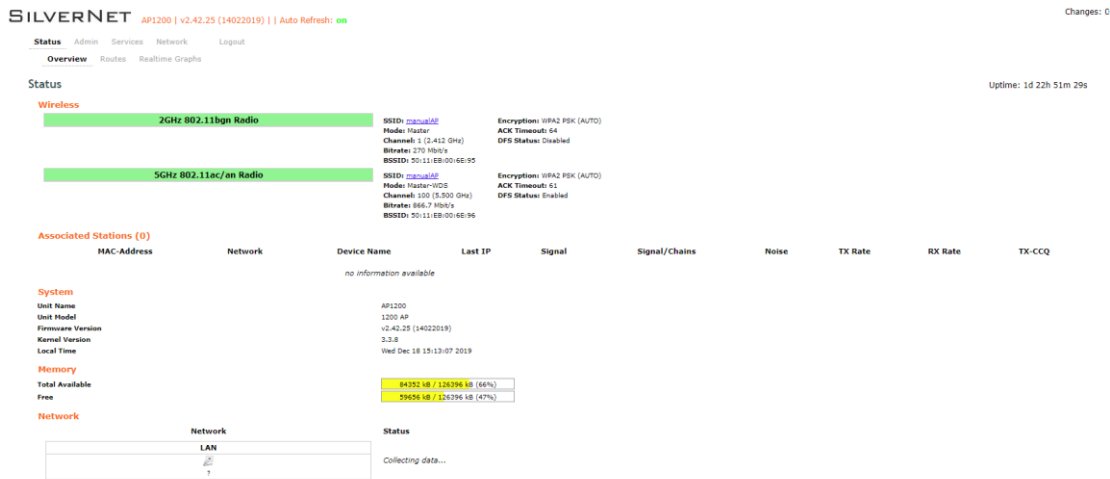 Changes: 0
SILVERNET AP1200 | v2.42.25 (14022019) | | Auto Refresh: on
Status Admin Services Network Logout
Overview Routes Realtime Graphs
Status
Uptime: 1d 22h 51m 29s
Wireless
2GHz 802.11bgn Radio
SSID: manualAP
Mode: Master
Channel: 1 (2.412 GHz)
Bitrate: 270 Mbit/s
BSSID: 50:11:EB:00:6E:95
Encryption: WPA2 PSK (AUTO)
ACK Timeout: 64
DFS Status: Disabled
5GHz 802.11ac/an Radio
SSID: manualAP
Mode: Master-WDS
Channel: 100 (5.500 GHz)
Bitrate: 866.7 Mbit/s
BSSID: 50:11:EB:00:6E:96
Encryption: WPA2 PSK (AUTO)
ACK Timeout: 61
DFS Status: Enabled
Associated Stations (0)
MAC-Address Network Device Name Last IP Signal Signal/Chains Noise TX Rate RX Rate TX-CCQ
no information available
System
Unit Name AP1200
Unit Model 1200 AP
Firmware Version v2.42.25 (14022019)
Kernel Version 3.3.8
Local Time Wed Dec 18 15:13:07 2019
Memory
Total Available 84352 kB / 126396 kB (66%)
Free 59656 kB / 126396 kB (47%)
Network
Network Status
LAN
?
Collecting data...